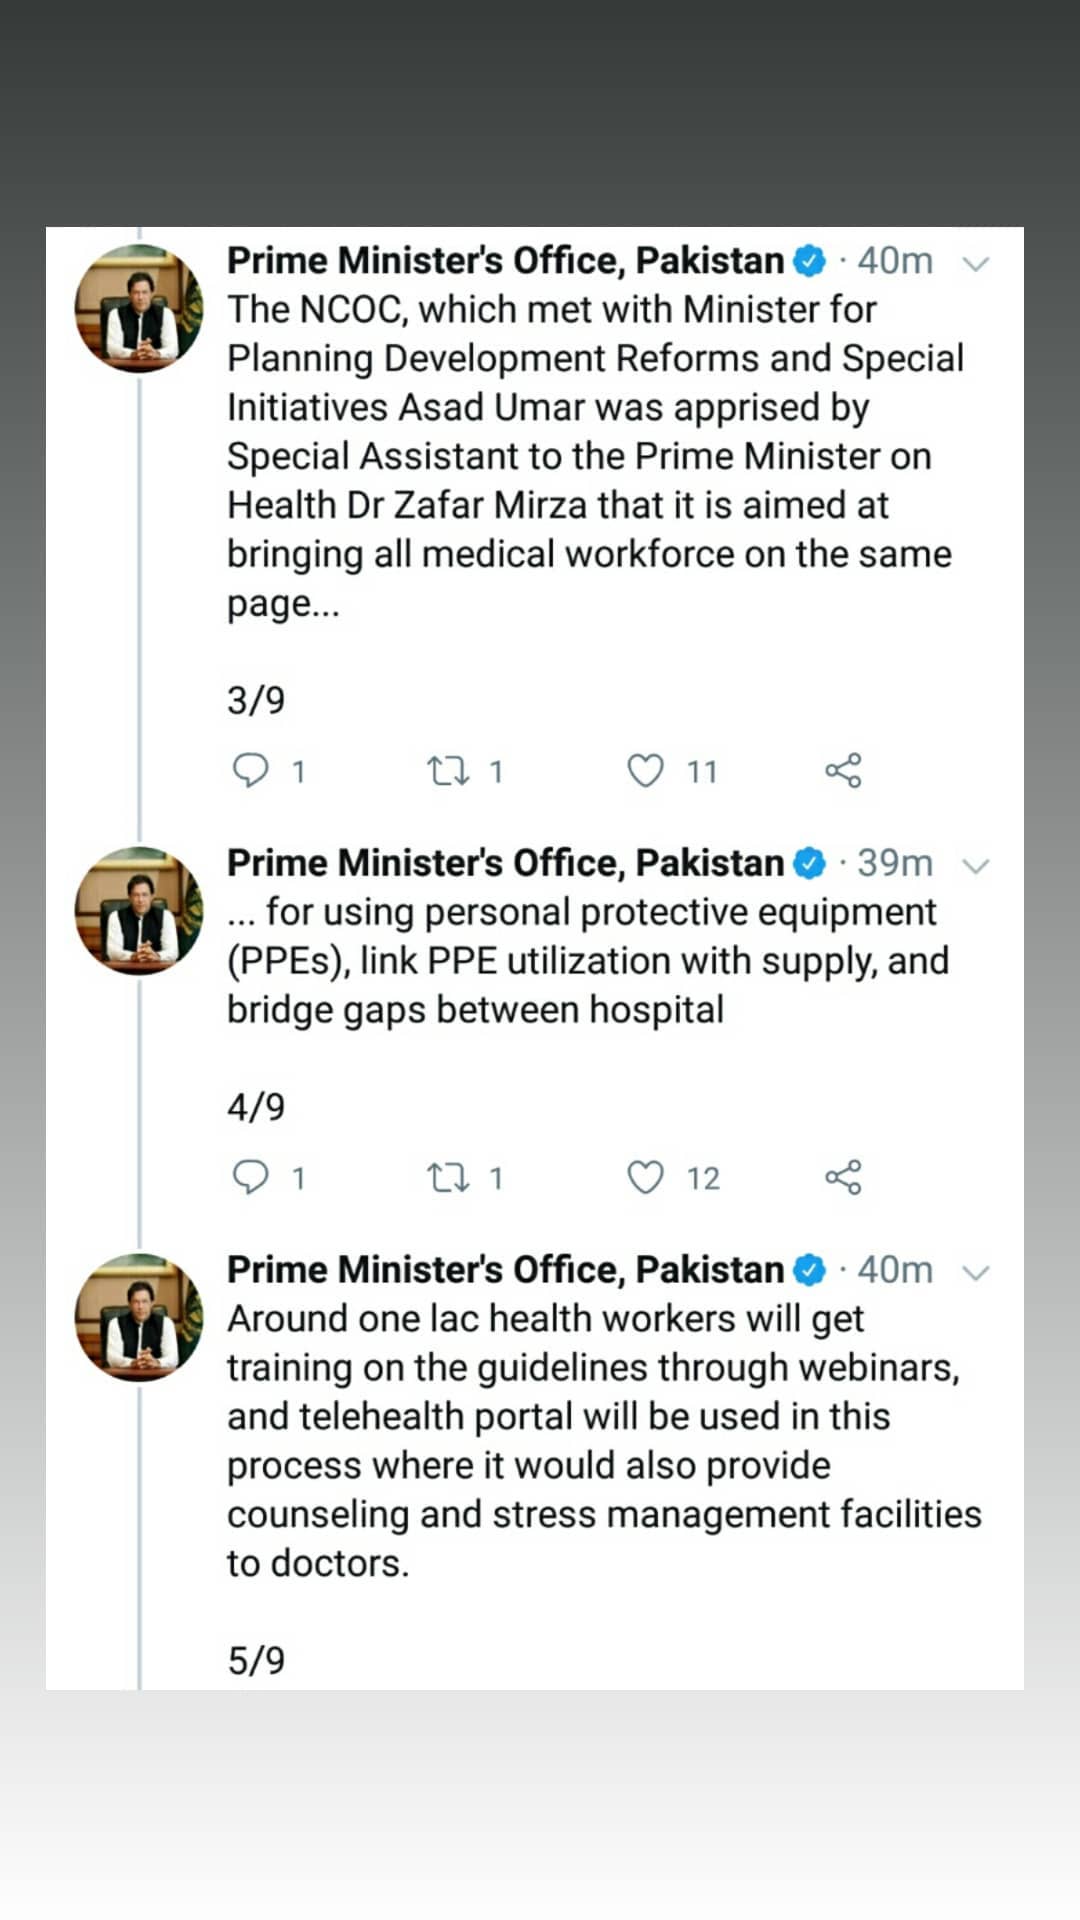 Prime Minister's Office, Pakistan · 40m
The NCOC, which met with Minister for
Planning Development Reforms and Special
Initiatives Asad Umar was apprised by
Special Assistant to the Prime Minister on
Health Dr Zafar Mirza that it is aimed at
bringing all medical workforce on the same
page...
3/9
1 1 11
Prime Minister's Office, Pakistan · 39m
... for using personal protective equipment
(PPEs), link PPE utilization with supply, and
bridge gaps between hospital
4/9
1 1 12
Prime Minister's Office, Pakistan · 40m
Around one lac health workers will get
training on the guidelines through webinars,
and telehealth portal will be used in this
process where it would also provide
counseling and stress management facilities
to doctors.
5/9